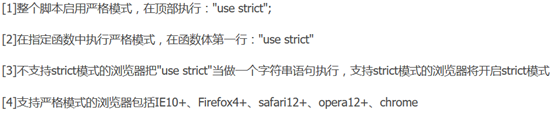 [1]整个脚本启用严格模式，在顶部执行："use strict";
[2]在指定函数中执行严格模式，在函数体第一行："use strict"
[3]不支持strict模式的浏览器把"use strict"当做一个字符串语句执行，支持strict模式的浏览器将开启strict模式
[4]支持严格模式的浏览器包括IE10+、Firefox4+、safari12+、opera12+、chrome